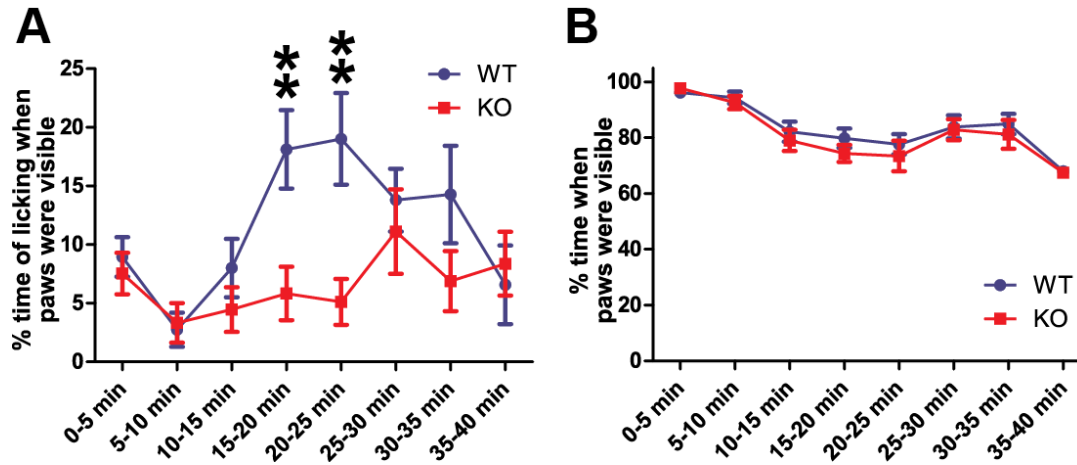 A
% time of licking when
paws were visible
25
20
15
10
5
0
**
**
WT
KO
0-5 min
5-10 min
10-15 min
15-20 min
20-25 min
25-30 min
30-35 min
35-40 min
B
% time when
paws were visible
100
80
60
40
20
0
WT
KO
0-5 min
5-10 min
10-15 min
15-20 min
20-25 min
25-30 min
30-35 min
35-40 min